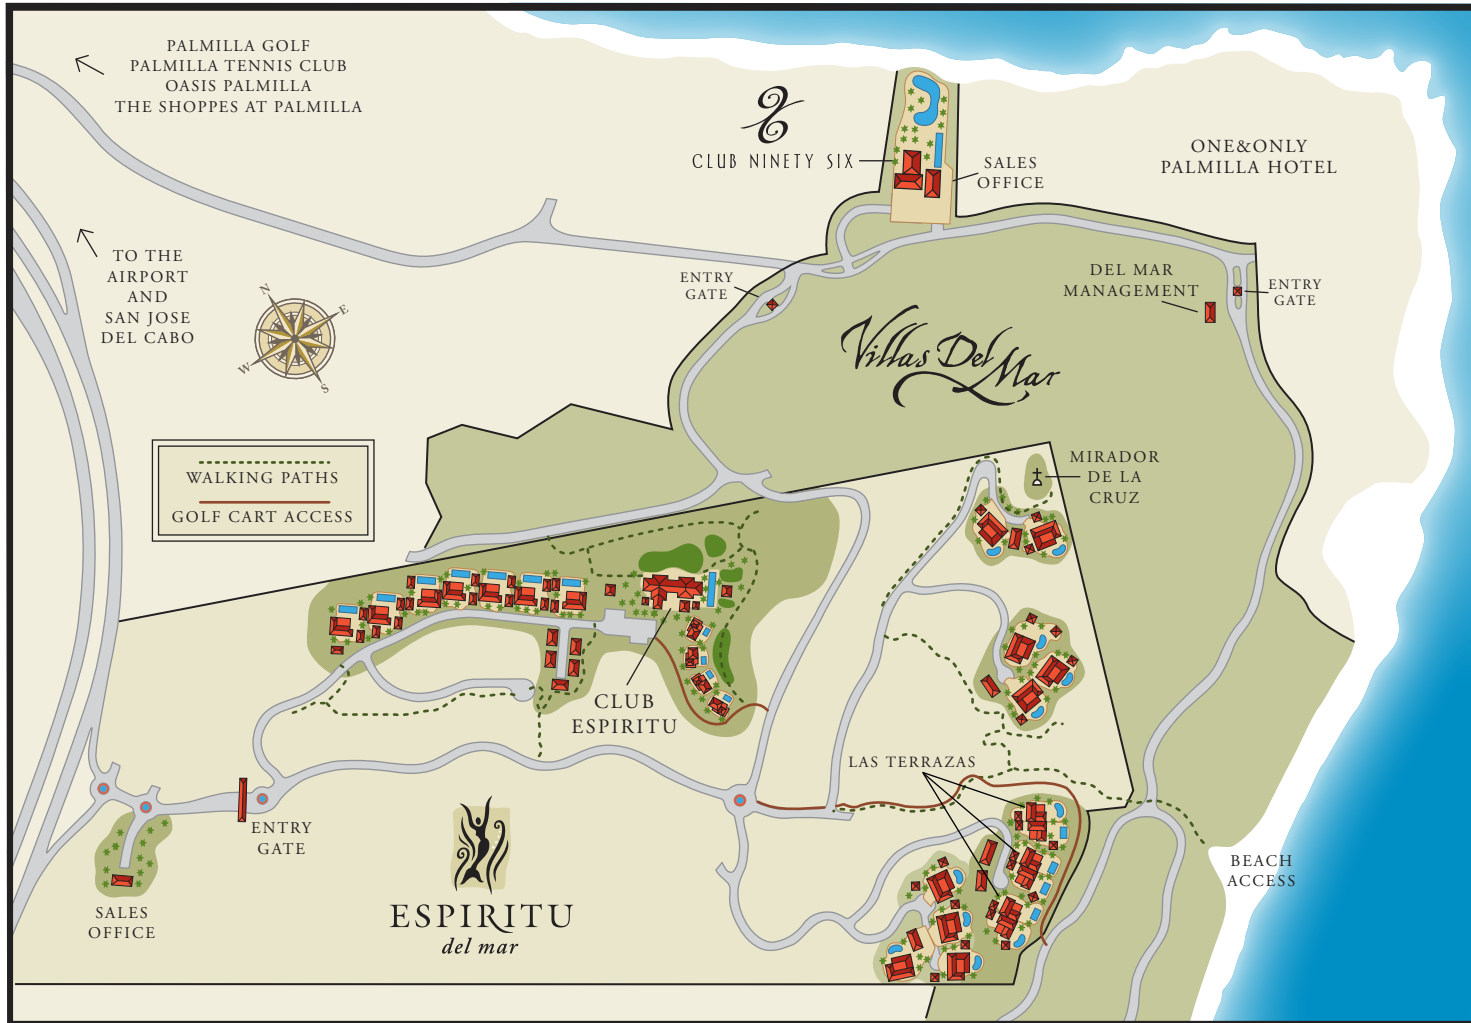 PALMILLA GOLF
PALMILLA TENNIS CLUB
OASIS PALMILLA
THE SHOPPES AT PALMILLA
CLUB NINETY SIX
SALES
OFFICE
ONE&ONLY
PALMILLA HOTEL
TO THE
AIRPORT
AND
SAN JOSE
DEL CABO
N
E
W
S
ENTRY
GATE
DEL MAR
MANAGEMENT
ENTRY
GATE
Villas Del Mar
WALKING PATHS
GOLF CART ACCESS
MIRADOR
DE LA
CRUZ
CLUB
ESPIRITU
LAS TERRAZAS
ENTRY
GATE
BEACH
ACCESS
SALES
OFFICE
ESPIRITU
del mar